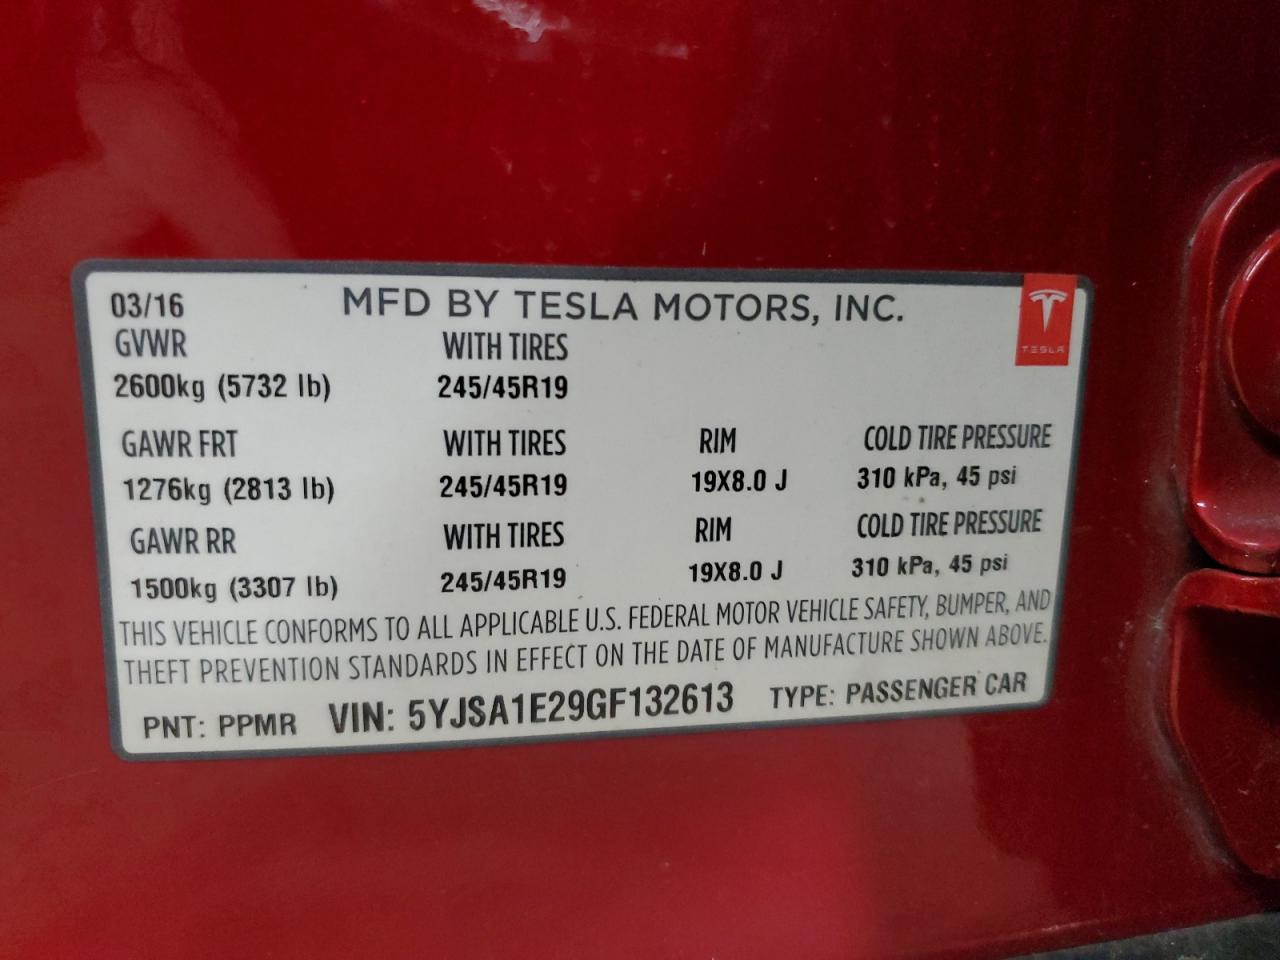 03/16 MFD BY TESLA MOTORS, INC.
TESLA
GVWR WITH TIRES
2600kg (5732 lb) 245/45R19
GAWR FRT WITH TIRES RIM COLD TIRE PRESSURE
1276kg (2813 lb) 245/45R19 19X8.0 J 310 kPa, 45 psi
GAWR RR WITH TIRES RIM COLD TIRE PRESSURE
1500kg (3307 lb) 245/45R19 19X8.0 J 310 kPa, 45 psi
THIS VEHICLE CONFORMS TO ALL APPLICABLE U.S. FEDERAL MOTOR VEHICLE SAFETY, BUMPER, AND
THEFT PREVENTION STANDARDS IN EFFECT ON THE DATE OF MANUFACTURE SHOWN ABOVE.
PNT: PPMR VIN: 5YJSA1E29GF132613 TYPE: PASSENGER CAR